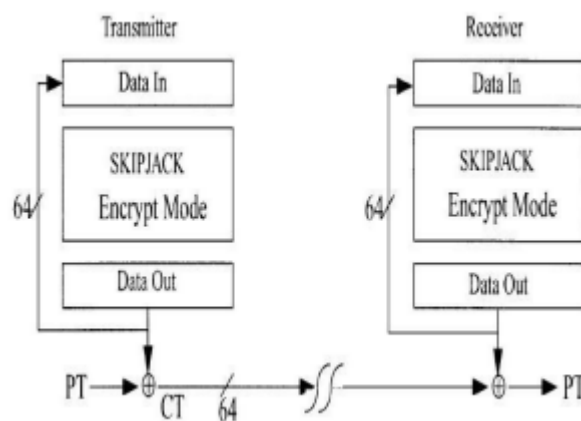 Transmitter Receiver
Data In Data In
SKIPJACK SKIPJACK
64 Encrypt Mode 64 Encrypt Mode
Data Out Data Out
PT CT 64 PT